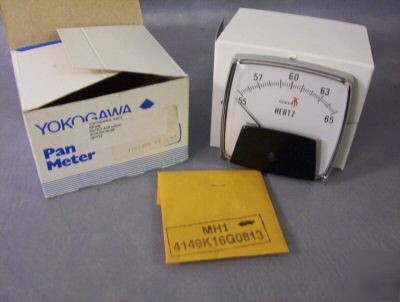 YOKOGAWA
Pan
Meter
55 57 60 63 65
HERTZ
MH1
4149K16G0813